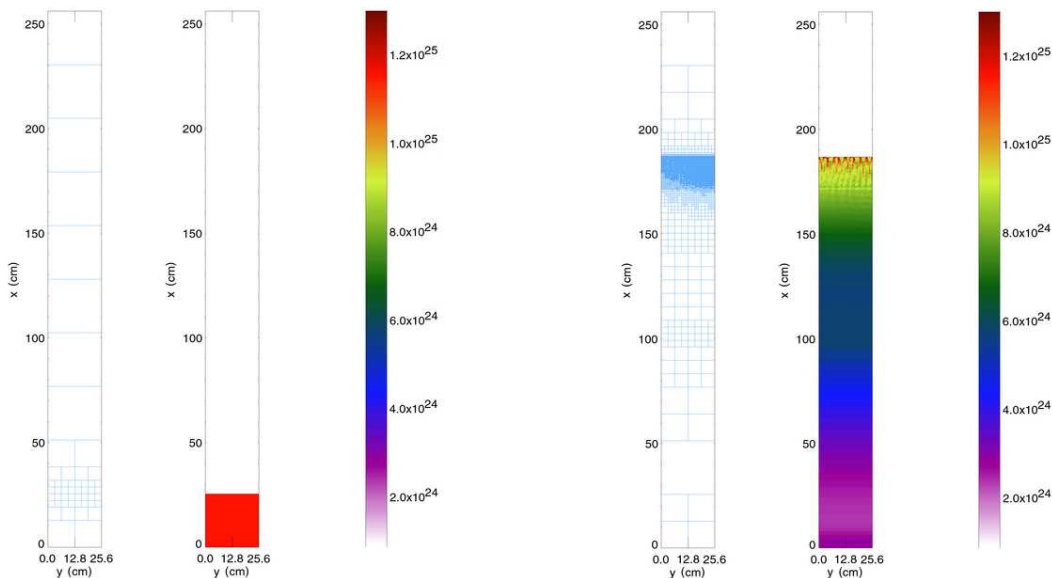 250
200
150
100
50
0
x (cm)
0.0 12.8 25.6
y (cm)
250
200
150
100
50
0
x (cm)
0.0 12.8 25.6
y (cm)
1.2x10^25
1.0x10^25
8.0x10^24
6.0x10^24
4.0x10^24
2.0x10^24
250
200
150
100
50
0
x (cm)
0.0 12.8 25.6
y (cm)
250
200
150
100
50
0
x (cm)
0.0 12.8 25.6
y (cm)
1.2x10^25
1.0x10^25
8.0x10^24
6.0x10^24
4.0x10^24
2.0x10^24